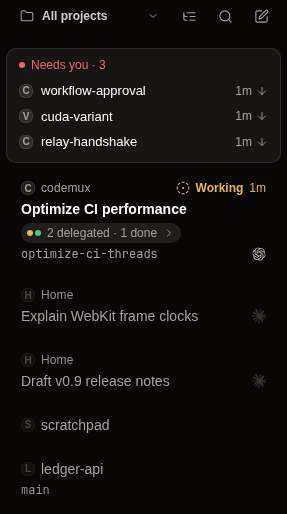 All projects
Needs you · 3
C workflow-approval 1m ↓
V cuda-variant 1m ↓
C relay-handshake 1m ↓
C codemux Working 1m
Optimize CI performance
2 delegated · 1 done >
optimize-ci-threads
H Home
Explain WebKit frame clocks
H Home
Draft v0.9 release notes
S scratchpad
L ledger-api
main